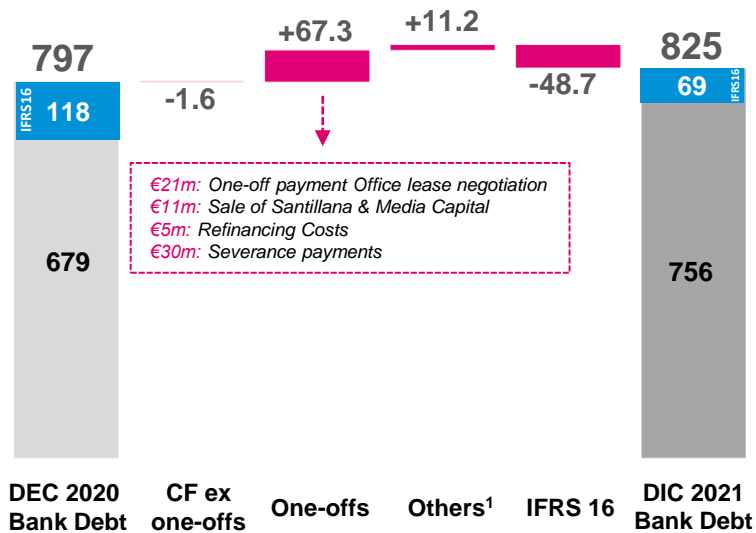 797
-1.6
+67.3
+11.2
-48.7
825
IFRS16
118
69
IFRS16
€21m: One-off payment Office lease negotiation
€11m: Sale of Santillana & Media Capital
€5m: Refinancing Costs
€30m: Severance payments
679
756
DEC 2020
Bank Debt
CF ex
one-offs
One-offs
Others¹
IFRS 16
DIC 2021
Bank Debt